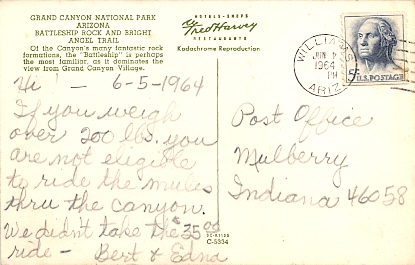 GRAND CANYON NATIONAL PARK
ARIZONA
BATTLESHIP ROCK AND BRIGHT
ANGEL TRAIL
Of the Canyon's many fantastic rock
formations, the "Battleship" is perhaps
the most familiar, as it dominates the
view from Grand Canyon Village.
HOTELS-SHOPS
Fred Harvey
RESTAURANTS
Kodachrome Reproduction
WILLIAMS
JUN
1964
PM
ARIZ.
5¢
U.S. POSTAGE
Hi! - 6-5-1964
If you weigh
over 200 lbs. you
are not eligible
to ride the mules
thru the canyon.
We didn't take the $35.00
ride - Bert & Edna
C-5334
Post Office
Mulberry
Indiana 46058